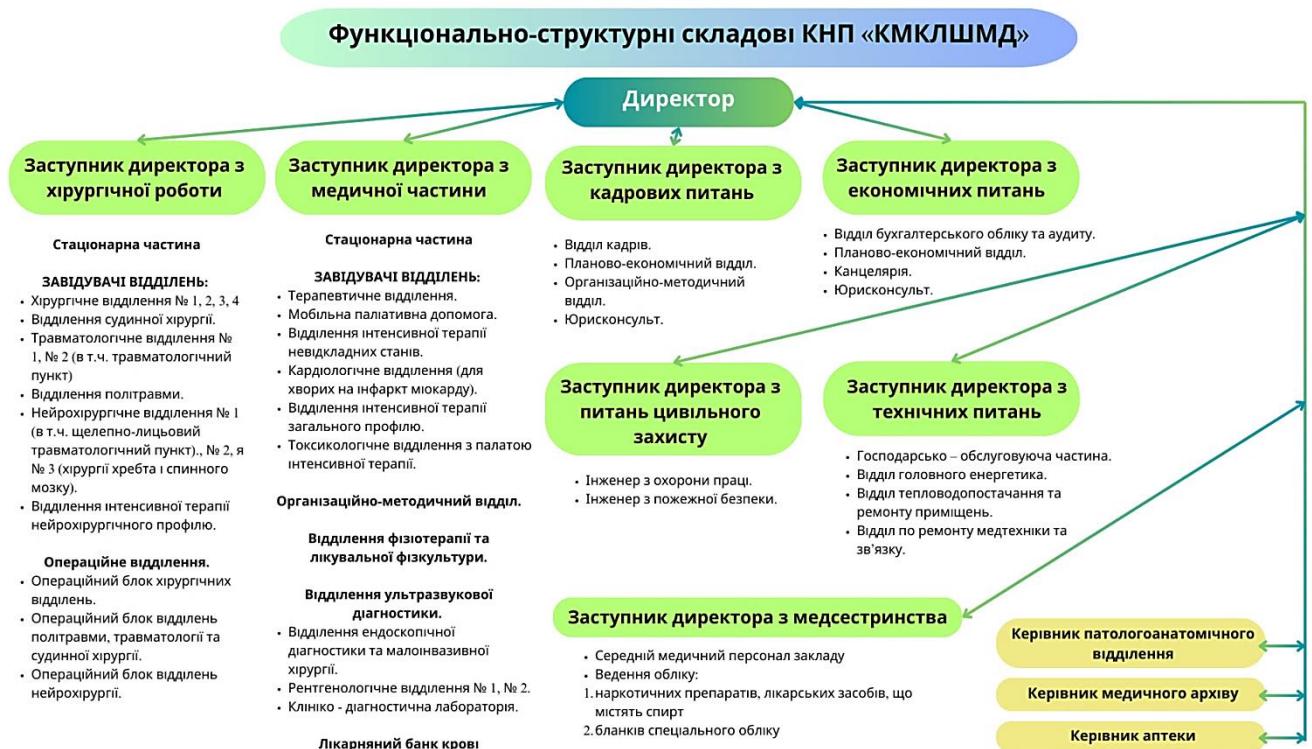 Функціонально-структурні складові КНП «КМКЛШМД»
Директор
Заступник директора з
хірургічної роботи
Стаціонарна частина
ЗАВІДУВАЧІ ВІДДІЛЕНЬ:
• Хірургічне відділення № 1, 2, 3, 4
• Відділення судинної хірургії.
• Травматологічне відділення №
1, № 2 (в т.ч. травматологічний
пункт)
• Відділення політравми.
• Нейрохірургічне відділення № 1
(в т.ч. щелепно-лицьовий
травматологічний пункт)., № 2, я
№ 3 (хірургії хребта і спинного
мозку).
• Відділення інтенсивної терапії
нейрохірургічного профілю.
Операційне відділення.
• Операційний блок хірургічних
відділень.
• Операційний блок відділень
політравми, травматології та
судинної хірургії.
• Операційний блок відділень
нейрохірургії.
Заступник директора з
медичної частини
Стаціонарна частина
ЗАВІДУВАЧІ ВІДДІЛЕНЬ:
• Терапевтичне відділення.
• Мобільна паліативна допомога.
• Відділення інтенсивної терапії
невідкладних станів.
• Кардіологічне відділення (для
хворих на інфаркт міокарду).
• Відділення інтенсивної терапії
загального профілю.
• Токсикологічне відділення з палатою
інтенсивної терапії.
Організаційно-методичний відділ.
Відділення фізіотерапії та
лікувальної фізкультури.
Відділення ультразвукової
діагностики.
• Відділення ендоскопічної
діагностики та малоінвазивної
хірургії.
• Рентгенологічне відділення № 1, № 2.
• Клініко - діагностична лабораторія.
Лікарняний банк крові
Заступник директора з
кадрових питань
• Відділ кадрів.
• Планово-економічний відділ.
• Організаційно-методичний
відділ.
• Юрисконсульт.
Заступник директора з
економічних питань
• Відділ бухгалтерського обліку та аудиту.
• Планово-економічний відділ.
• Канцелярія.
• Юрисконсульт.
Заступник директора з
питань цивільного
захисту
• Інженер з охорони праці.
• Інженер з пожежної безпеки.
Заступник директора з
технічних питань
• Господарсько – обслуговуюча частина.
• Відділ головного енергетика.
• Відділ тепловодопостачання та
ремонту приміщень.
• Відділ по ремонту медтехніки та
зв’язку.
Заступник директора з медсестринства
• Середній медичний персонал закладу
• Ведення обліку:
1. наркотичних препаратів, лікарських засобів, що
містять спирт
2. бланків спеціального обліку
Керівник патологоанатомічного
відділення
Керівник медичного архіву
Керівник аптеки